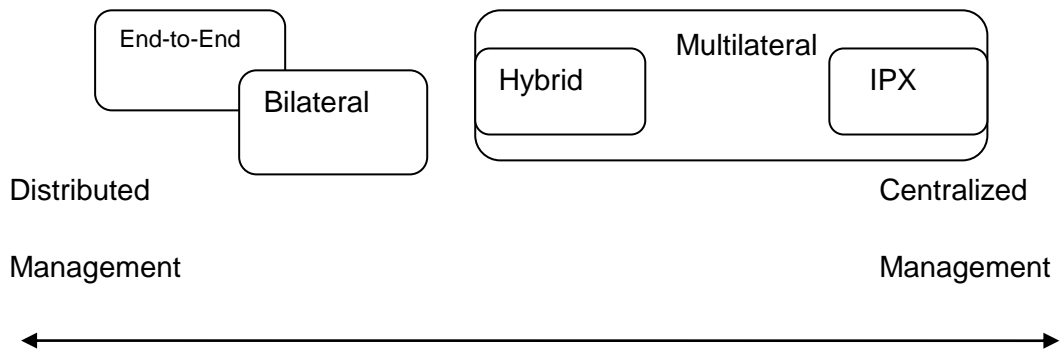 End-to-End
Bilateral
Multilateral
Hybrid
IPX
Distributed
Management
Centralized
Management